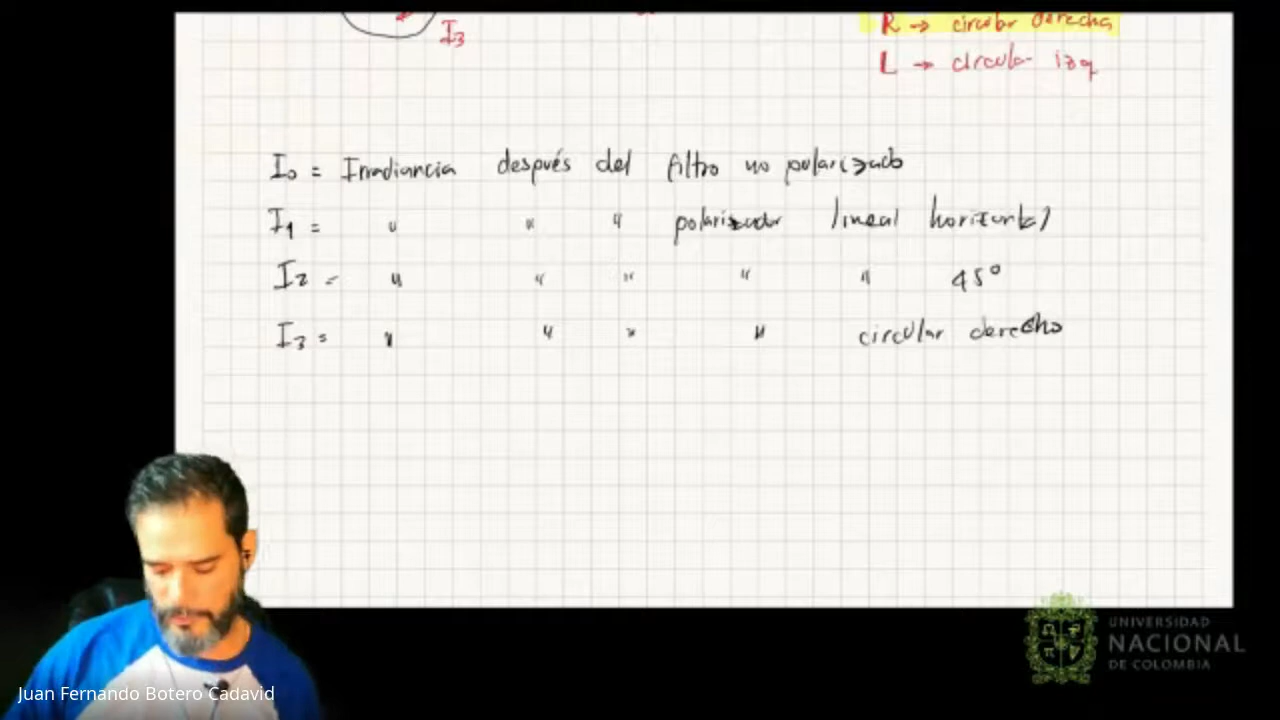 I3
R → circular derecha
L → circular izq
I0 = Irradiancia después del filtro no polarizado
I1 = " " " polarizador lineal horizontal
I2 = " " " " " 45°
I3 = " " " " circular derecho
UNIVERSIDAD
NACIONAL
DE COLOMBIA
Juan Fernando Botero Cadavid